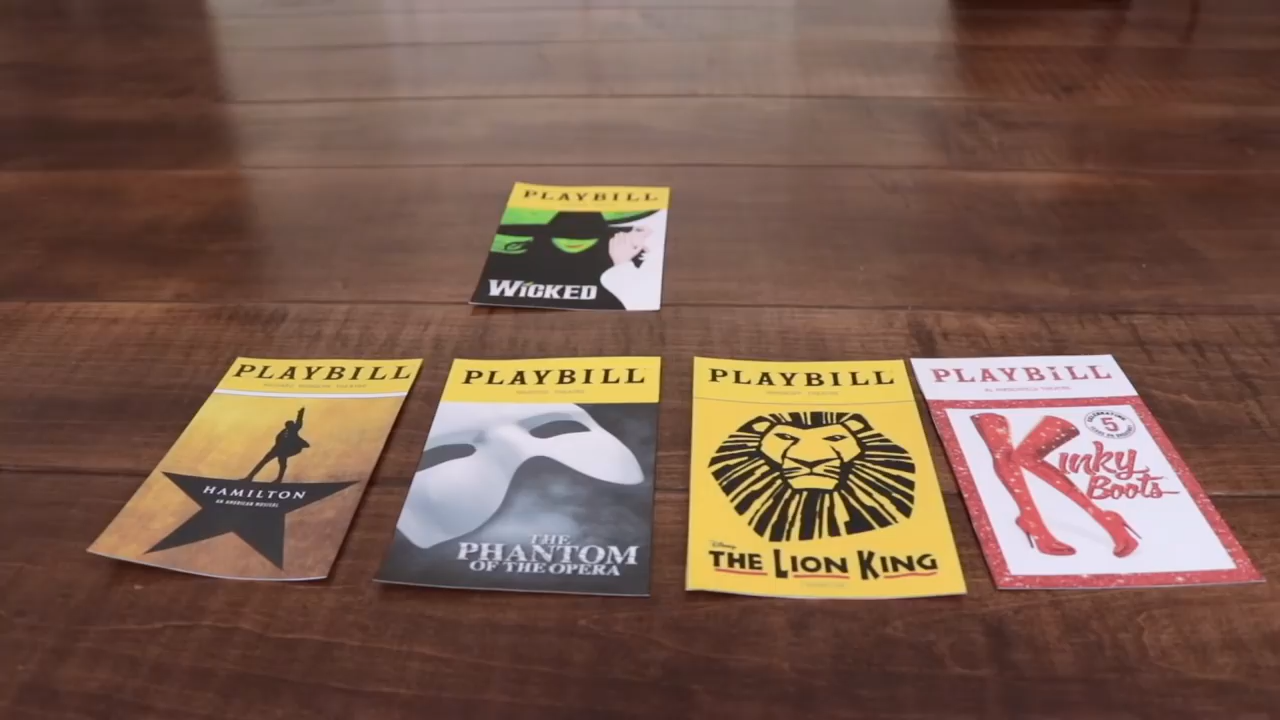 PLAYBILL
WICKED
PLAYBILL
HAMILTON
AN AMERICAN MUSICAL
PLAYBILL
THE
PHANTOM
OF THE OPERA
PLAYBILL
Disney
THE LION KING
PLAYBILL
CELEBRATING
5
Kinky
Boots